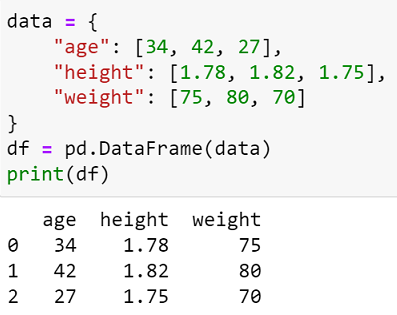 data = {
    "age": [34, 42, 27],
    "height": [1.78, 1.82, 1.75],
    "weight": [75, 80, 70]
}
df = pd.DataFrame(data)
print(df)
   age  height  weight
0   34    1.78      75
1   42    1.82      80
2   27    1.75      70